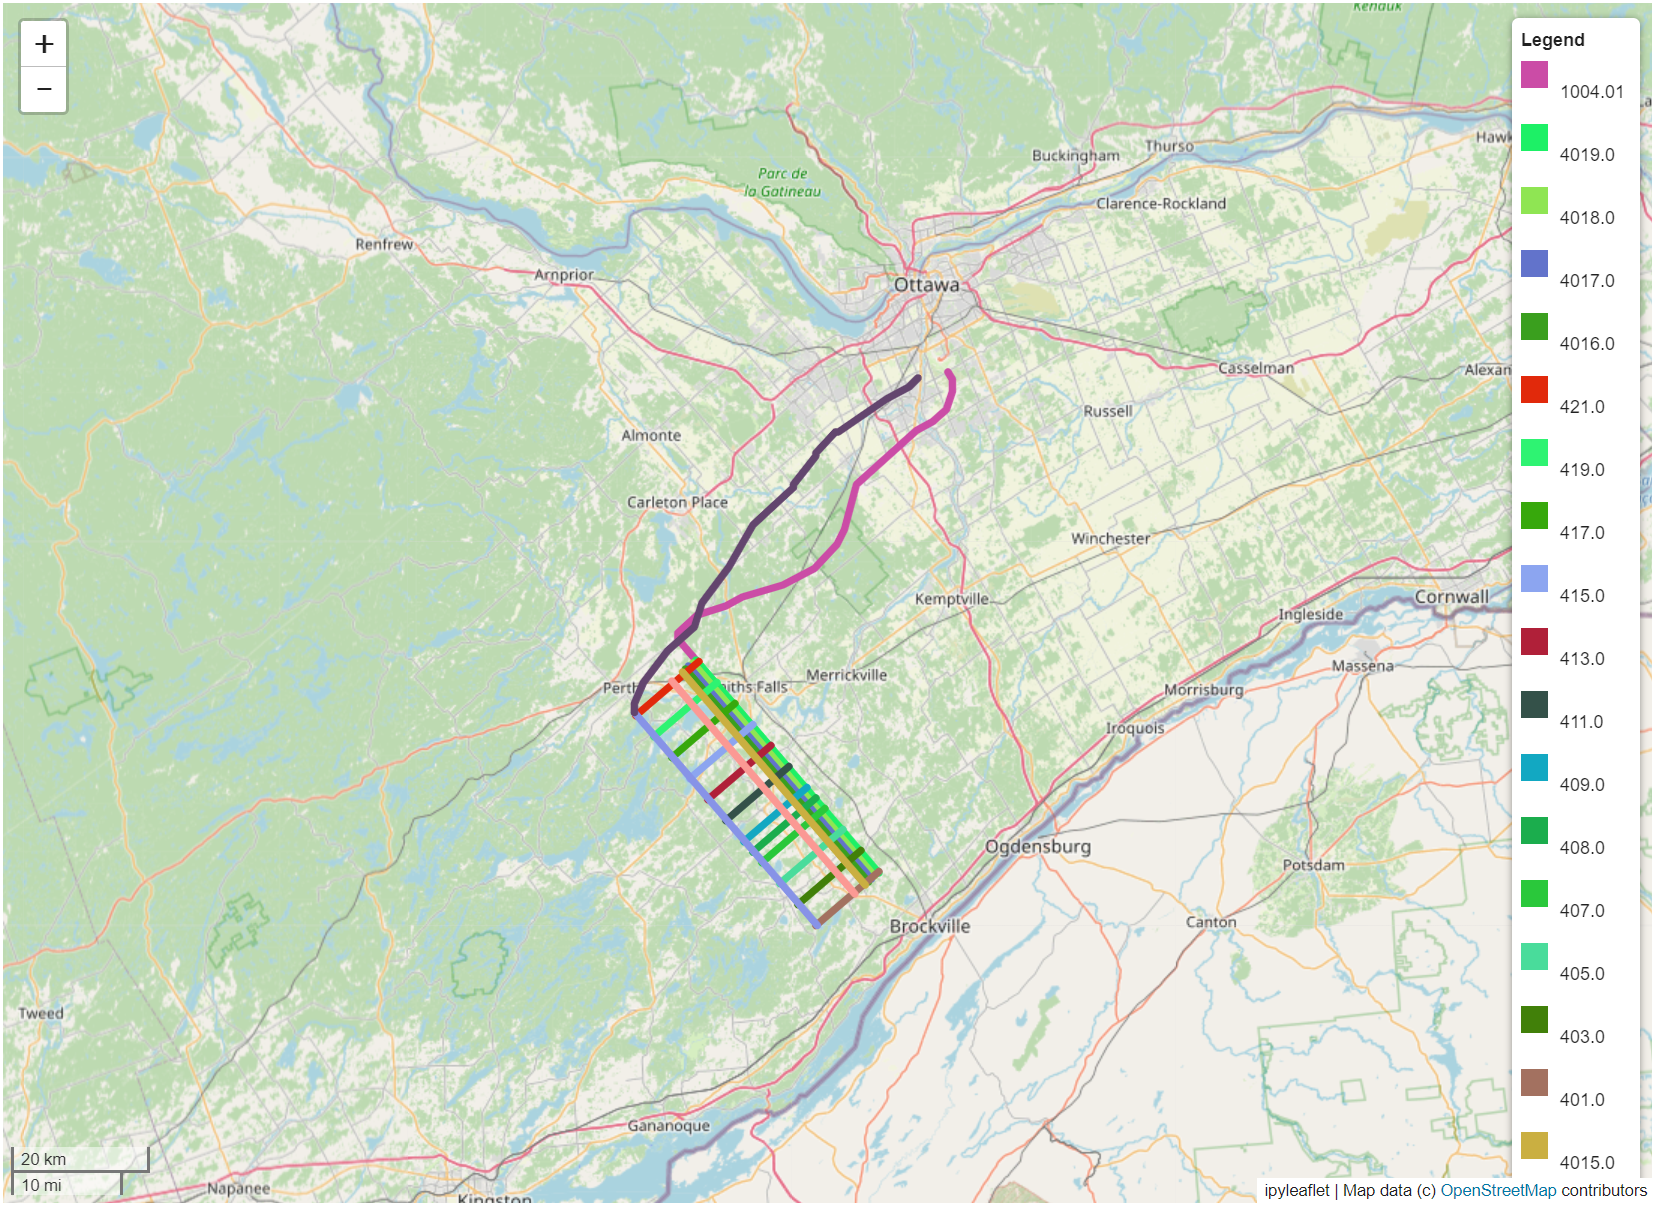 +
−
Kenauk
Legend
1004.01
4019.0
4018.0
4017.0
4016.0
421.0
419.0
417.0
415.0
413.0
411.0
409.0
408.0
407.0
405.0
403.0
401.0
4015.0
Hawk
Thurso
Buckingham
Parc de
la Gatineau
Clarence-Rockland
Renfrew
Arnprior
Ottawa
Casselman
Alexan
Russell
Almonte
Carleton Place
Winchester
Kemptville
Cornwall
Ingleside
Massena
Merrickville
Perth
iths Falls
Morrisburg
Iroquois
Ogdensburg
Potsdam
Canton
Brockville
Tweed
Gananoque
20 km
10 mi
Napanee
Kingston
ipyleaflet | Map data (c) OpenStreetMap contributors